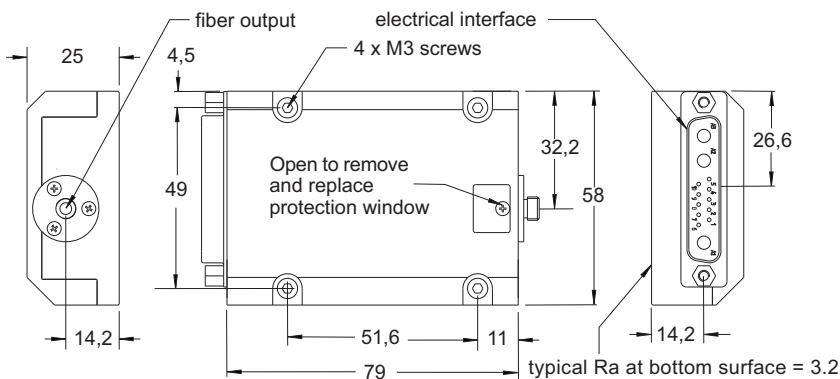 fiber output
electrical interface
4 x M3 screws
25
4,5
49
Open to remove
and replace
protection window
32,2
58
26,6
14,2
51,6
11
79
14,2
typical Ra at bottom surface = 3.2